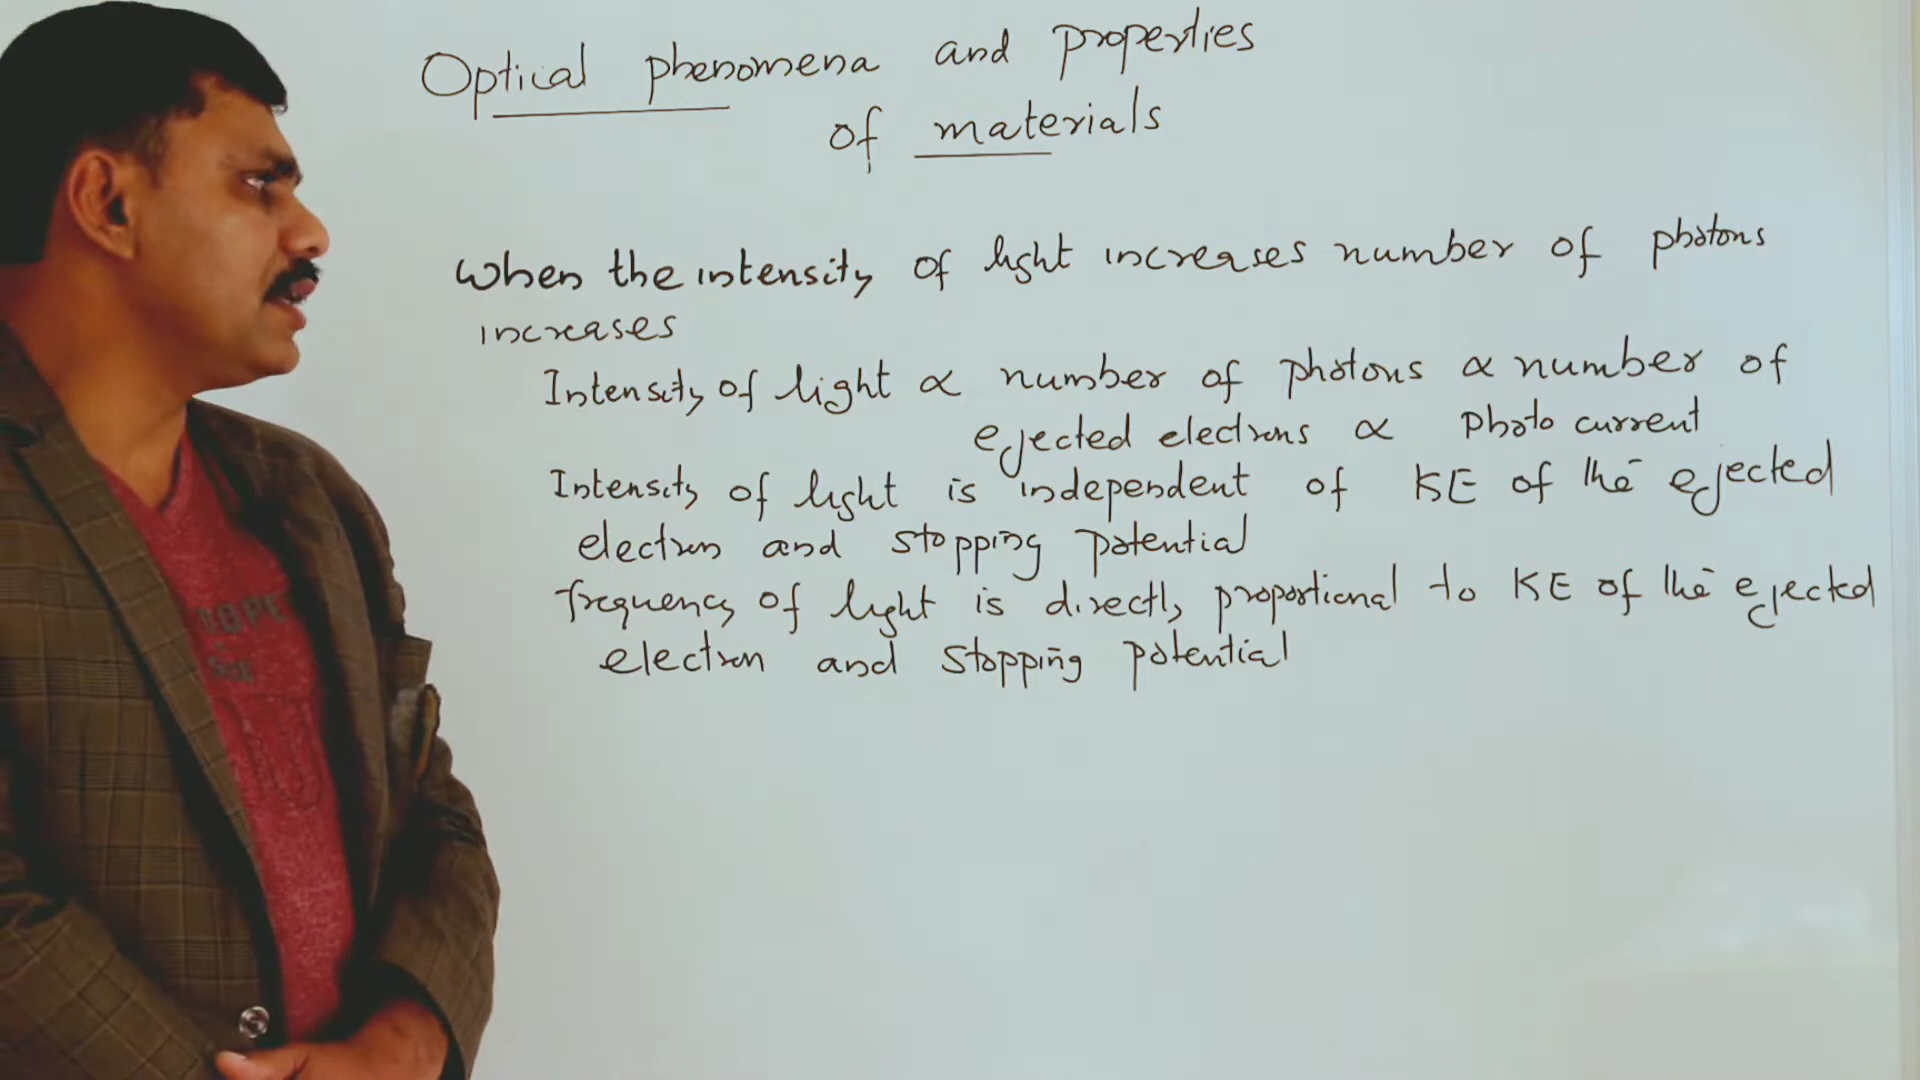 Optical phenomena and properties
of materials
When the intensity of light increases number of photons
increases
Intensity of light ∝ number of photons ∝ number of
ejected electrons ∝ Photo current
Intensity of light is independent of KE of the ejected
electron and stopping potential
frequency of light is directly proportional to KE of the ejected
electron and stopping potential